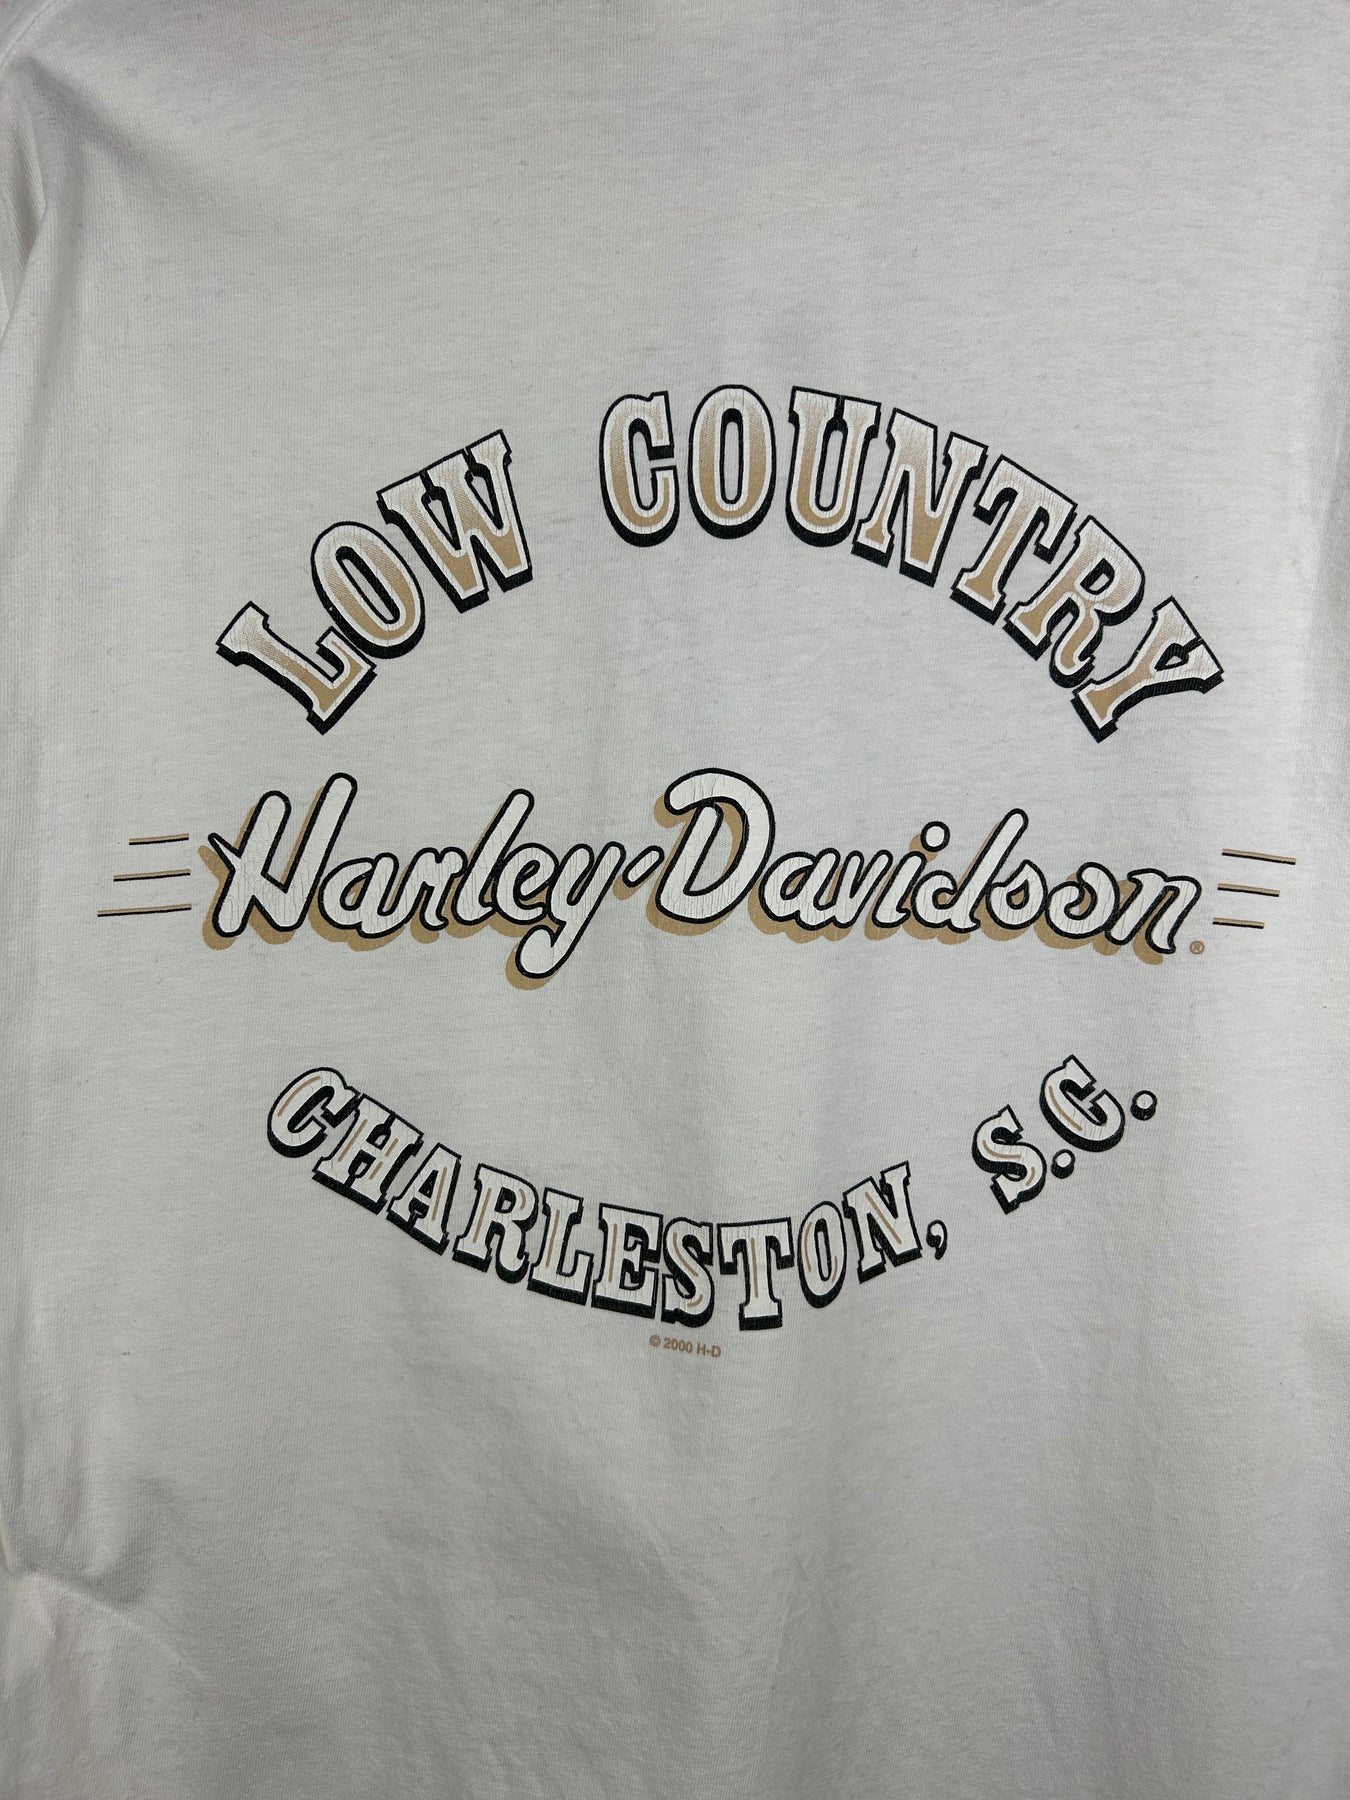 LOW COUNTRY
Harley-Davidson®
CHARLESTON, S.C.
© 2000 H-D